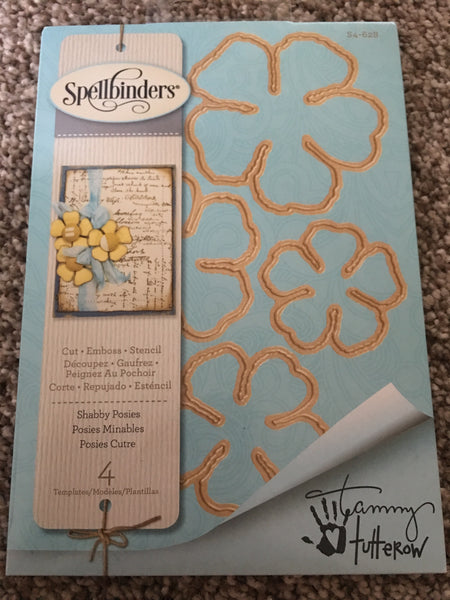 S4-628
Spellbinders®
Cut • Emboss • Stencil
Découpez • Gaufrez •
Peignez Au Pochoir
Corte • Repujado • Esténcil
Shabby Posies
Posies Minables
Posies Cutre
4
Templates/Modèles/Plantillas
Tammy
Tutterow